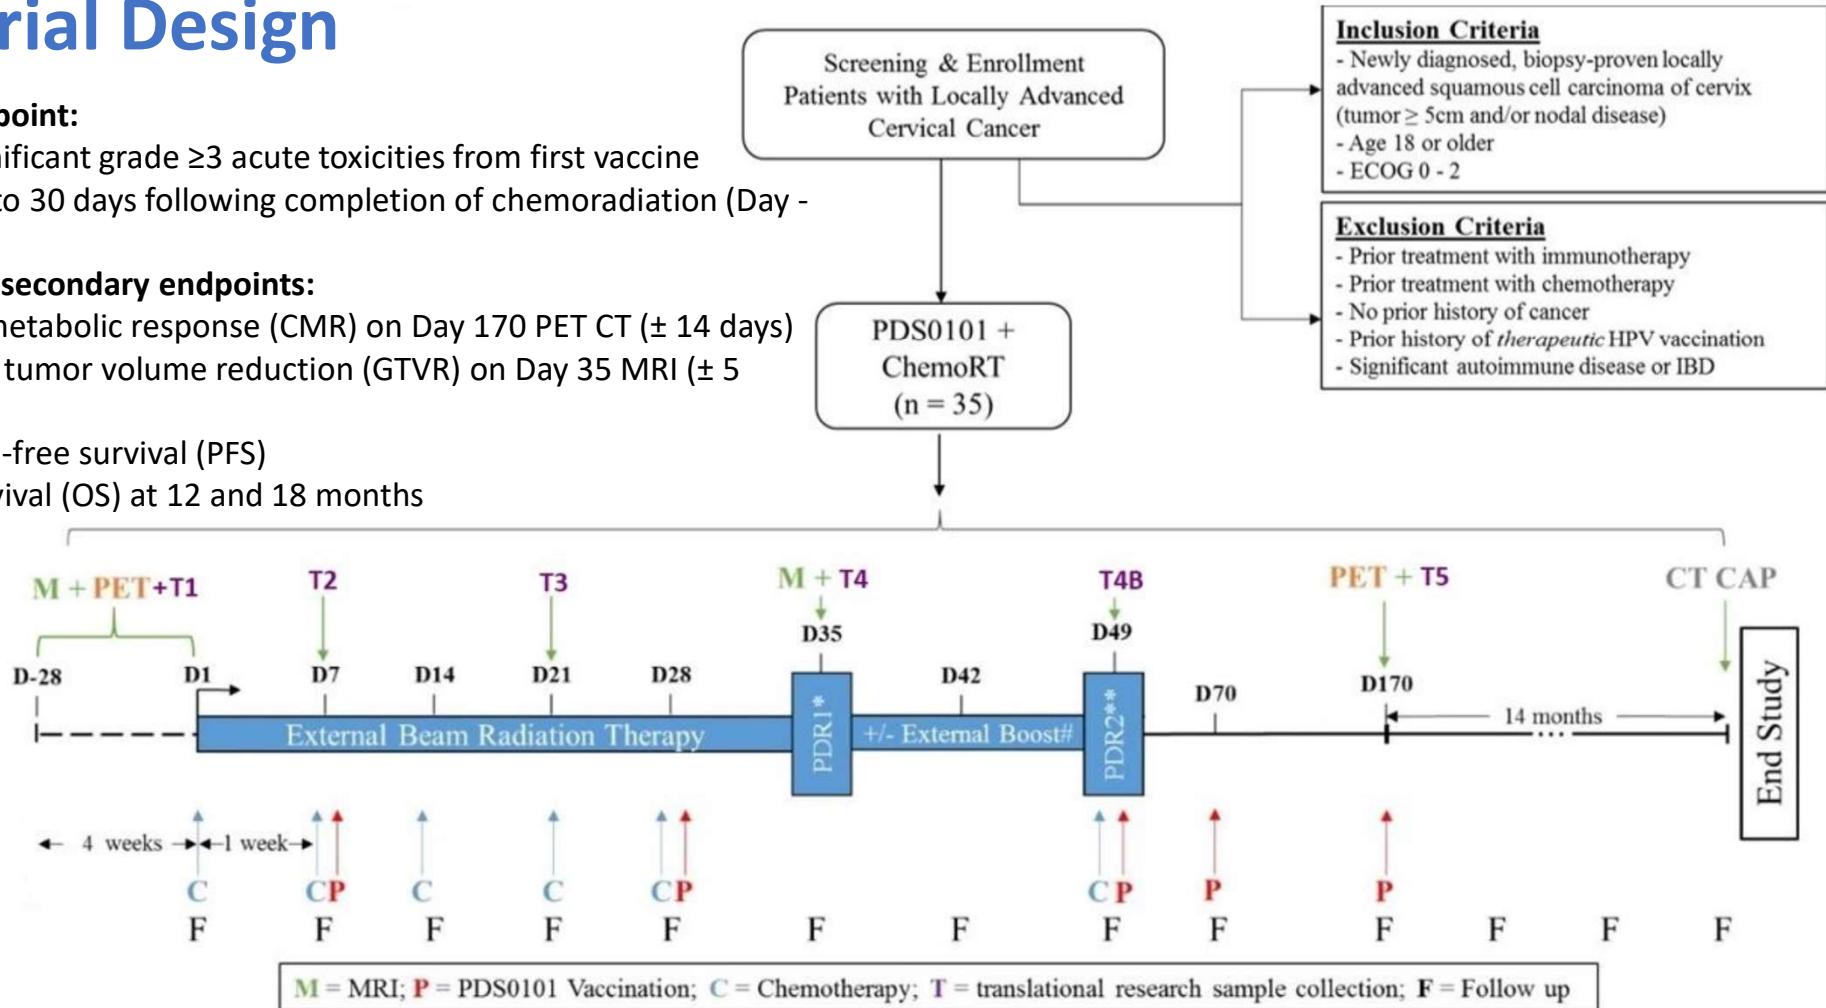 rial Design
point:
nificant grade ≥3 acute toxicities from first vaccine
to 30 days following completion of chemoradiation (Day -
secondary endpoints:
metabolic response (CMR) on Day 170 PET CT (± 14 days)
tumor volume reduction (GTVR) on Day 35 MRI (± 5
-free survival (PFS)
vival (OS) at 12 and 18 months
Screening & Enrollment
Patients with Locally Advanced
Cervical Cancer
Inclusion Criteria
- Newly diagnosed, biopsy-proven locally
advanced squamous cell carcinoma of cervix
(tumor ≥ 5cm and/or nodal disease)
- Age 18 or older
- ECOG 0 - 2
Exclusion Criteria
- Prior treatment with immunotherapy
- Prior treatment with chemotherapy
- No prior history of cancer
- Prior history of therapeutic HPV vaccination
- Significant autoimmune disease or IBD
PDS0101 +
ChemoRT
(n = 35)
M + PET+T1
T2
T3
M + T4
T4B
PET + T5
CT CAP
D-28
D1
D7
D14
D21
D28
D35
D42
D49
D70
D170
External Beam Radiation Therapy
PDR1*
+/- External Boost#
PDR2**
14 months
End Study
4 weeks
1 week
C
CP
C
C
CP
CP
P
P
F F F F F F F F F F F F F
M = MRI; P = PDS0101 Vaccination; C = Chemotherapy; T = translational research sample collection; F = Follow up